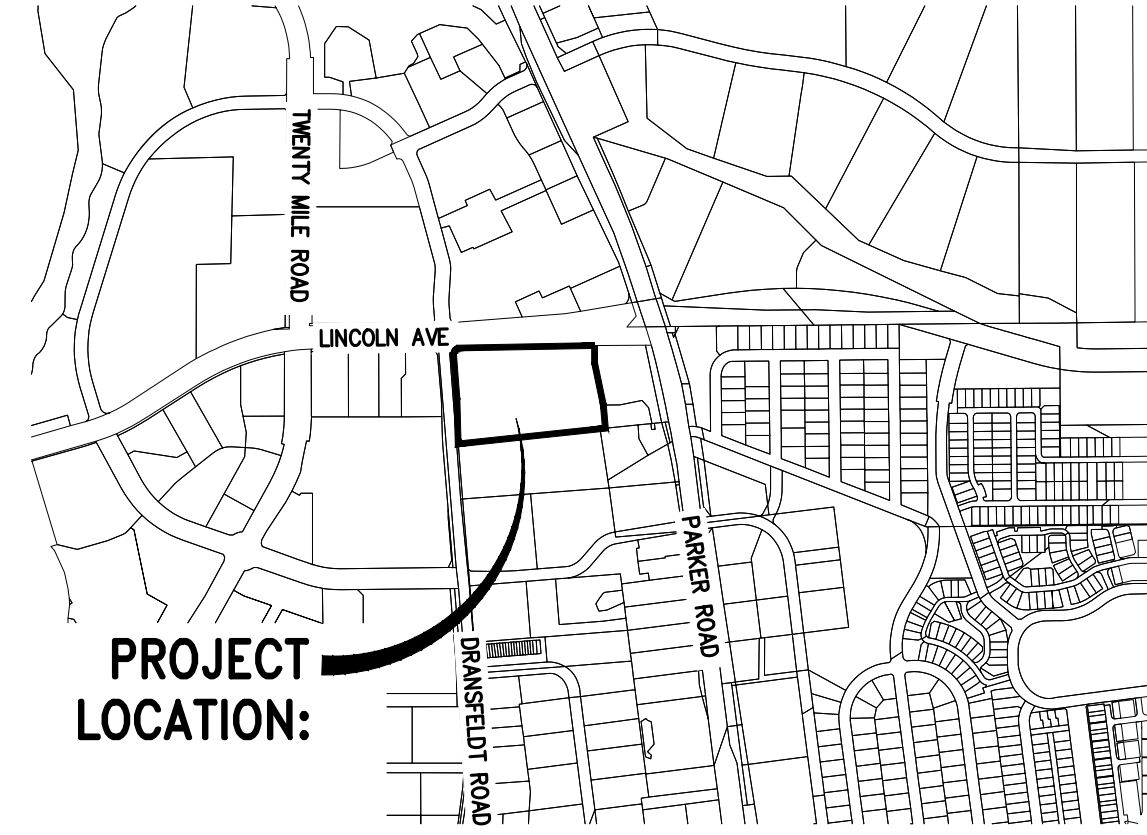 TWENTY MILE ROAD
LINCOLN AVE
PARKER ROAD
DRANSFELDT ROAD
PROJECT
LOCATION: